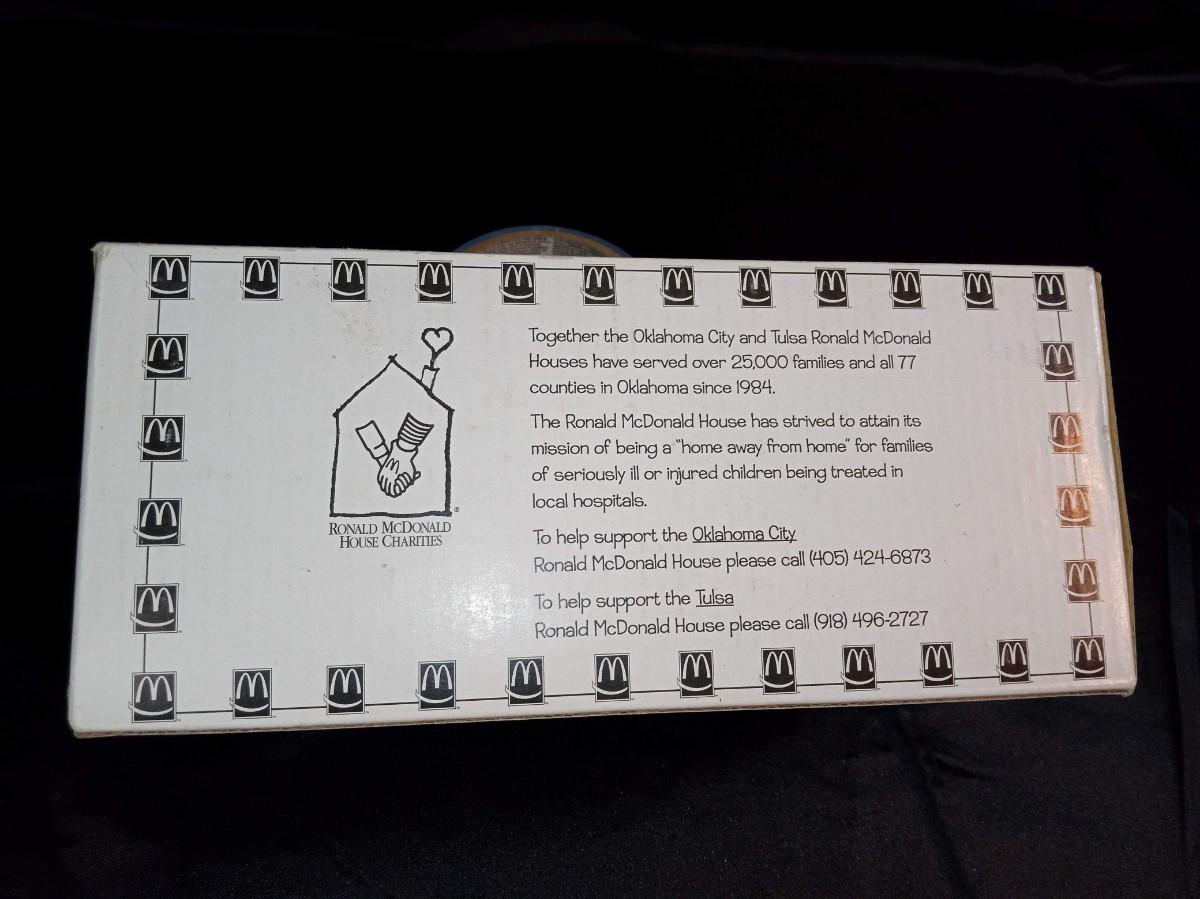 Together the Oklahoma City and Tulsa Ronald McDonald
Houses have served over 25,000 families and all 77
counties in Oklahoma since 1984.
The Ronald McDonald House has strived to attain its
mission of being a "home away from home" for families
of seriously ill or injured children being treated in
local hospitals.
To help support the Oklahoma City
Ronald McDonald House please call (405) 424-6873
To help support the Tulsa
Ronald McDonald House please call (918) 496-2727
RONALD MCDONALD
HOUSE CHARITIES
®